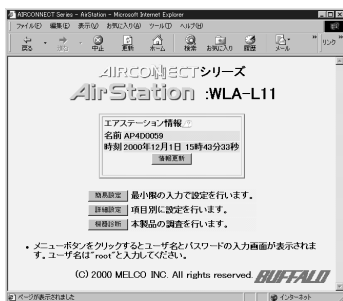 AIRCONNECT Series - AirStation - Microsoft Internet Explorer
ファイル(F) 編集(E) 表示(V) お気に入り(A) ツール(T) ヘルプ(H)
戻る 進む 中止 更新 ホーム 検索 お気に入り 履歴 メール リンク
AIRCONNECTシリーズ
AirStation :WLA-L11
エアステーション情報
名前 AP4D0059
時刻 2000年12月1日 15時43分33秒
情報更新
簡易設定 最小限の入力で設定を行います。
詳細設定 項目別に設定を行います。
機器診断 本製品の調査を行います。
• メニューボタンをクリックするとユーザ名とパスワードの入力画面が表示されま
す。ユーザ名は"root"と入力してください。
(C) 2000 MELCO INC. All rights reserved. BUFFALO
ページが表示されました インターネット